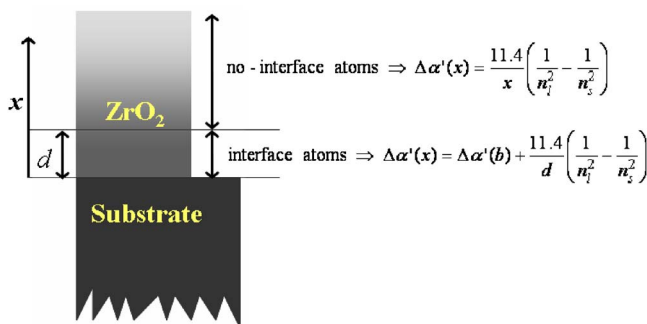 no - interface atoms ⇒ Δα'(x) = 11.4/x (1/n_l^2 − 1/n_s^2)
x
ZrO2
d
interface atoms ⇒ Δα'(x) = Δα'(b) + 11.4/d (1/n_l^2 − 1/n_s^2)
Substrate